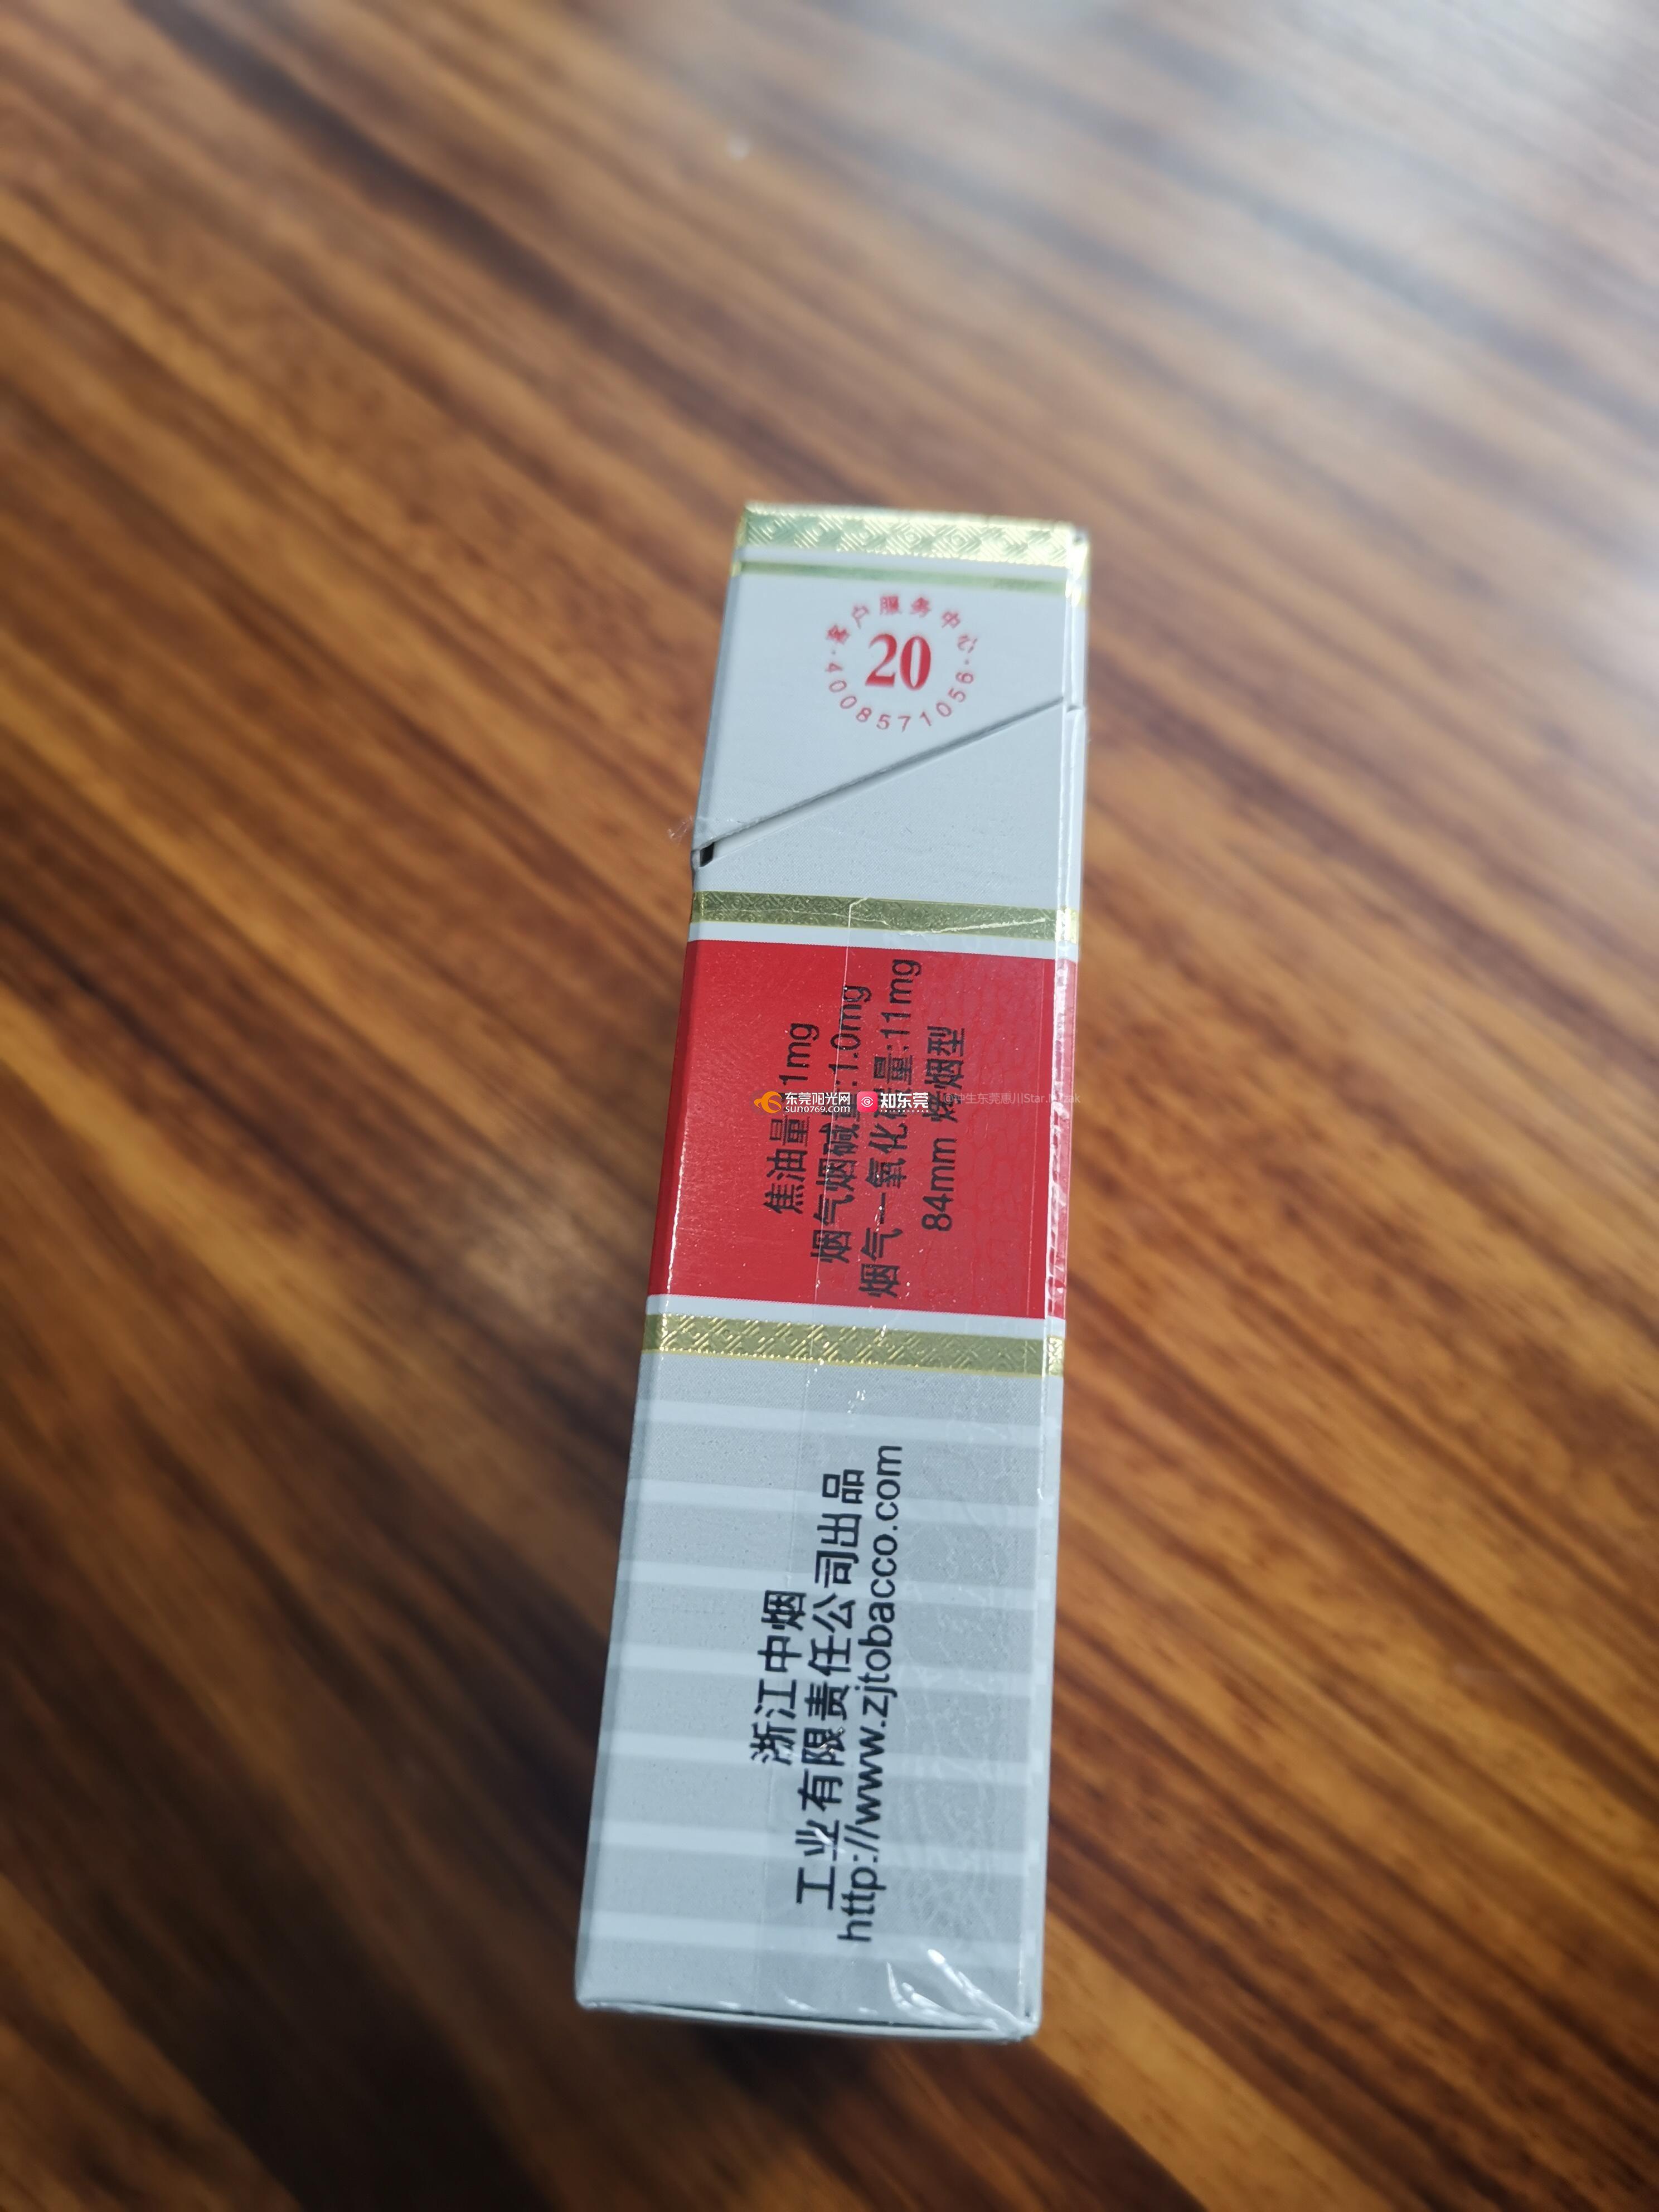 客户服务中心
20
4008571056
焦油量 1mg
烟气烟碱量:1.0mg
烟气一氧化碳量:11mg
84mm 烤烟型
东莞阳光网
sun0769.com
知东莞
浙江中烟
工业有限责任公司出品
http://www.zjtobacco.com